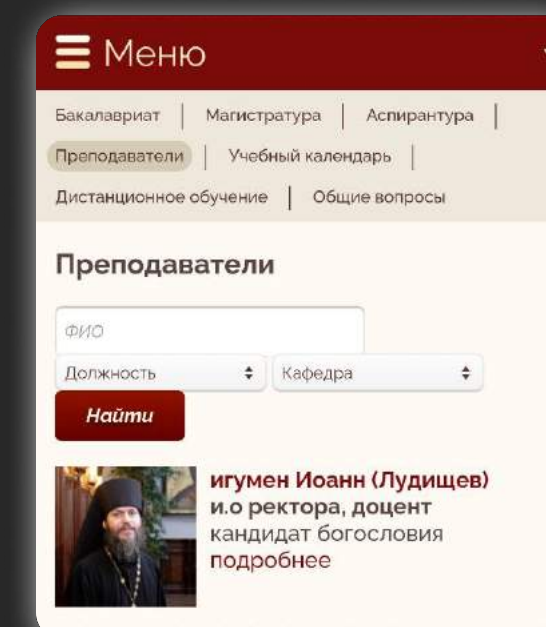 Меню
Бакалавриат | Магистратура | Аспирантура |
Преподаватели | Учебный календарь |
Дистанционное обучение | Общие вопросы
Преподаватели
ФИО
Должность Кафедра
Найти
игумен Иоанн (Лудищев)
и.о ректора, доцент
кандидат богословия
подробнее